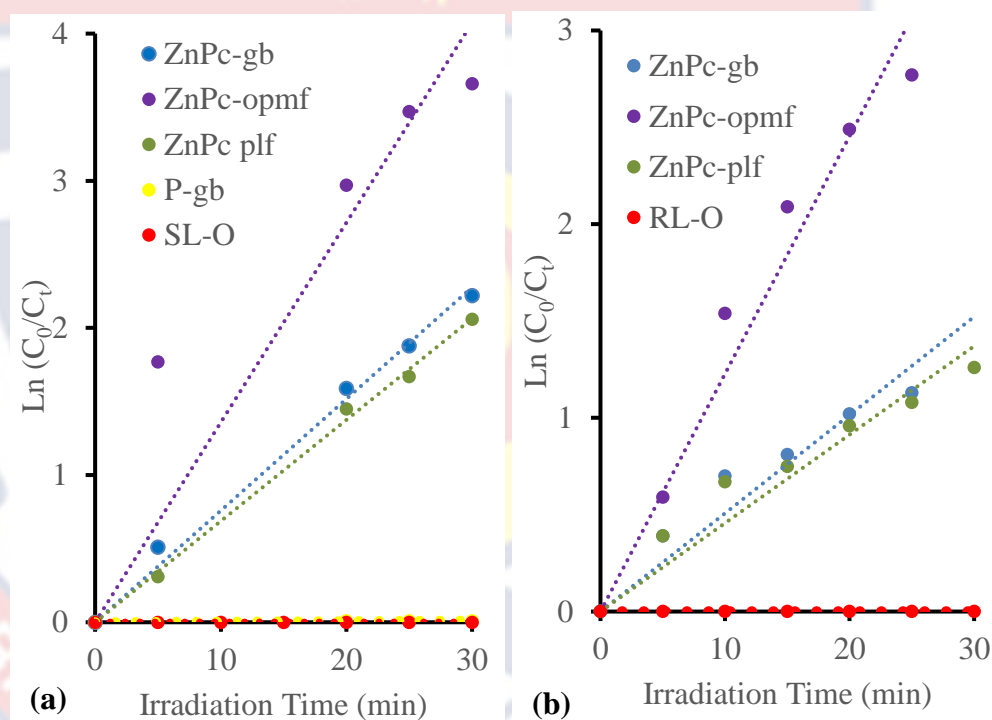 4
3
2
1
0
Ln (C₀/Cₜ)
ZnPc-gb
ZnPc-opmf
ZnPc plf
P-gb
SL-O
0 10 20 30
Irradiation Time (min)
(a)
3
2
1
0
Ln (C₀/Cₜ)
ZnPc-gb
ZnPc-opmf
ZnPc-plf
RL-O
0 10 20 30
Irradiation Time (min)
(b)